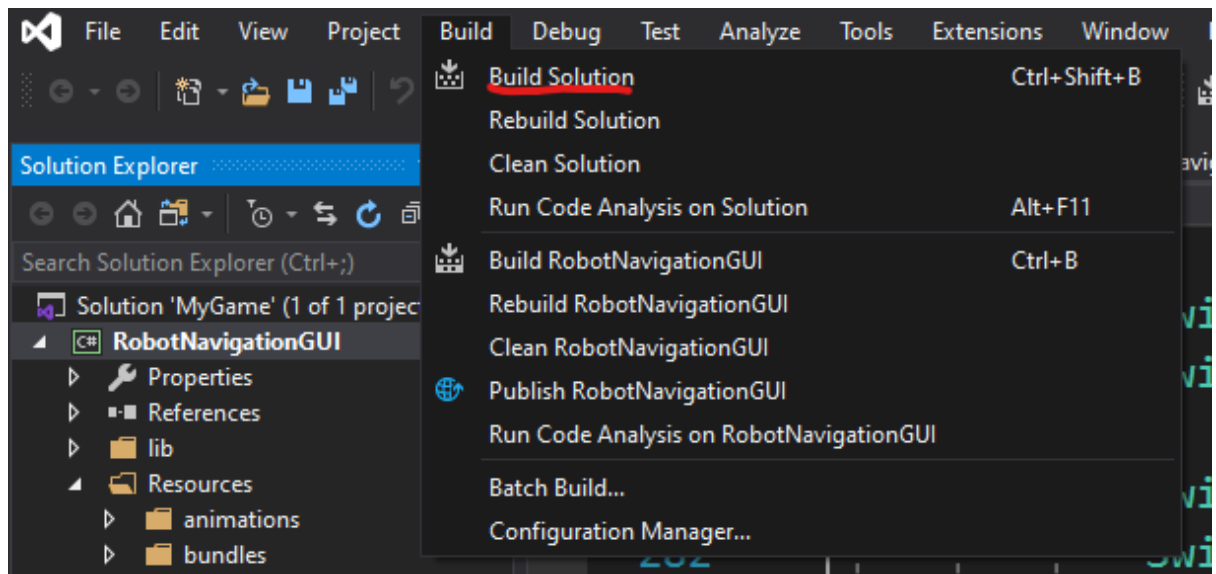 File Edit View Project Build Debug Test Analyze Tools Extensions Window
Build Solution Ctrl+Shift+B
Rebuild Solution
Clean Solution
Run Code Analysis on Solution Alt+F11
Build RobotNavigationGUI Ctrl+B
Rebuild RobotNavigationGUI
Clean RobotNavigationGUI
Publish RobotNavigationGUI
Run Code Analysis on RobotNavigationGUI
Batch Build...
Configuration Manager...
Solution Explorer
Search Solution Explorer (Ctrl+;)
Solution 'MyGame' (1 of 1 projec
C# RobotNavigationGUI
Properties
References
lib
Resources
animations
bundles
282